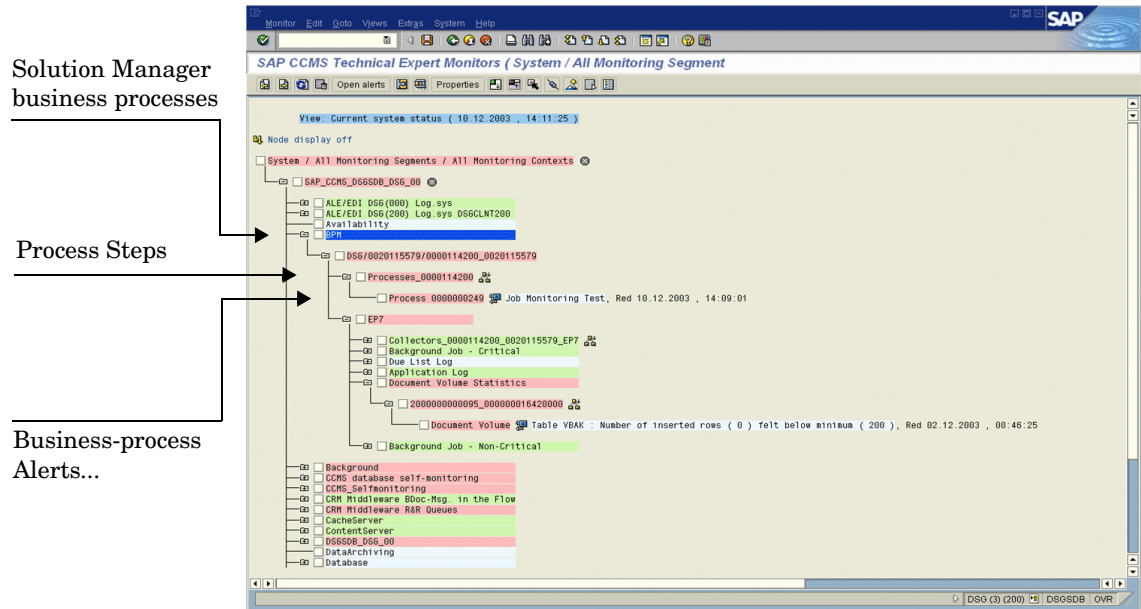 Monitor Edit Goto Views Extras System Help
SAP
SAP CCMS Technical Expert Monitors ( System / All Monitoring Segment
Open alerts Properties
Solution Manager
business processes
Process Steps
Business-process
Alerts...
View: Current system status ( 10.12.2003 , 14:11:25 )
Node display off
System / All Monitoring Segments / All Monitoring Contexts
SAP_CCMS_DSGSDB_DSG_00
ALE/EDI DSG(000) Log.sys
ALE/EDI DSG(200) Log.sys DSGCLNT200
Availability
BPM
DSG/0020115579/0000114200_0020115579
Processes_0000114200
Process 0000000249 Job Monitoring Test, Red 10.12.2003 , 14:09:01
EP7
Collectors_0000114200_0020115579_EP7
Background Job - Critical
Due List Log
Application Log
Document Volume Statistics
2000000000095_000000016420000
Document Volume Table VBAK : Number of inserted rows ( 0 ) felt below minimum ( 200 ), Red 02.12.2003 , 00:46:25
Background Job - Non-Critical
Background
CCMS database self-monitoring
CCMS_Selfmonitoring
CRM Middleware BDoc-Msg. in the Flow
CRM Middleware R&R Queues
CacheServer
ContentServer
DSGSDB_DSG_00
DataArchiving
Database
DSG (3) (200) DSGSDB OVR